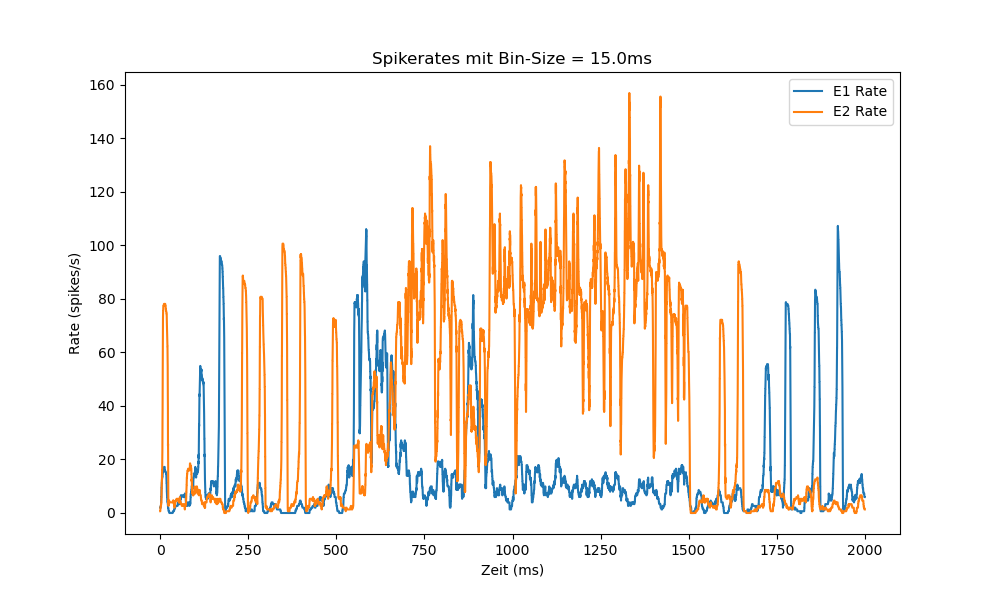 Spikerates mit Bin-Size = 15.0ms
E1 Rate
E2 Rate
Rate (spikes/s)
160
140
120
100
80
60
40
20
0
0 250 500 750 1000 1250 1500 1750 2000
Zeit (ms)